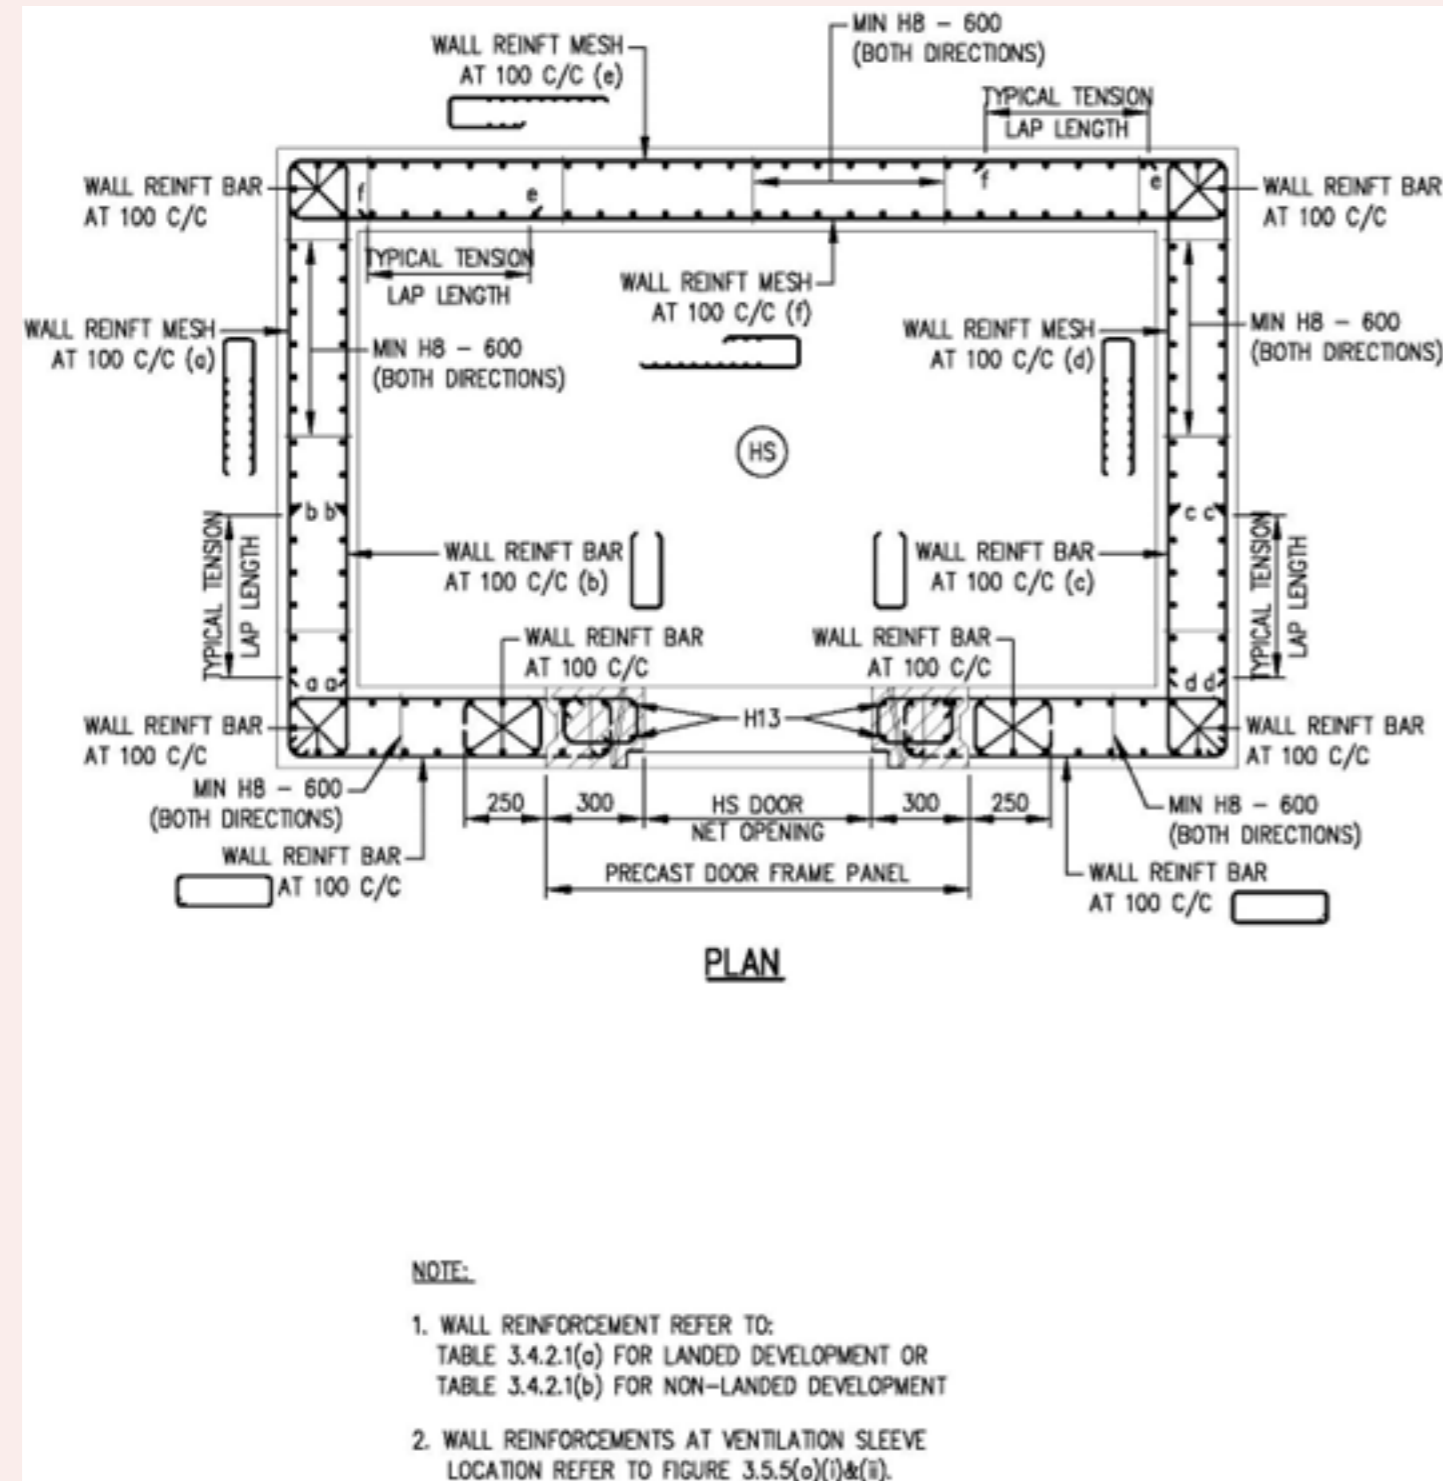 MIN H8 - 600
(BOTH DIRECTIONS)
WALL REINFT MESH
AT 100 C/C (e)
TYPICAL TENSION
LAP LENGTH
WALL REINFT BAR
AT 100 C/C
f
e
f
e
WALL REINFT BAR
AT 100 C/C
TYPICAL TENSION
LAP LENGTH
WALL REINFT MESH
AT 100 C/C (f)
WALL REINFT MESH
AT 100 C/C (a)
MIN H8 - 600
(BOTH DIRECTIONS)
WALL REINFT MESH
AT 100 C/C (d)
MIN H8 - 600
(BOTH DIRECTIONS)
HS
b b
c c
TYPICAL TENSION
LAP LENGTH
WALL REINFT BAR
AT 100 C/C (b)
WALL REINFT BAR
AT 100 C/C (c)
TYPICAL TENSION
LAP LENGTH
WALL REINFT BAR
AT 100 C/C
WALL REINFT BAR
AT 100 C/C
a a
d d
WALL REINFT BAR
AT 100 C/C
H13
WALL REINFT BAR
AT 100 C/C
MIN H8 - 600
(BOTH DIRECTIONS)
250
300
HS DOOR
NET OPENING
300
250
MIN H8 - 600
(BOTH DIRECTIONS)
WALL REINFT BAR
AT 100 C/C
PRECAST DOOR FRAME PANEL
WALL REINFT BAR
AT 100 C/C
PLAN
NOTE:
1. WALL REINFORCEMENT REFER TO:
TABLE 3.4.2.1(a) FOR LANDED DEVELOPMENT OR
TABLE 3.4.2.1(b) FOR NON-LANDED DEVELOPMENT
2. WALL REINFORCEMENTS AT VENTILATION SLEEVE
LOCATION REFER TO FIGURE 3.5.5(a)(i)&(ii).